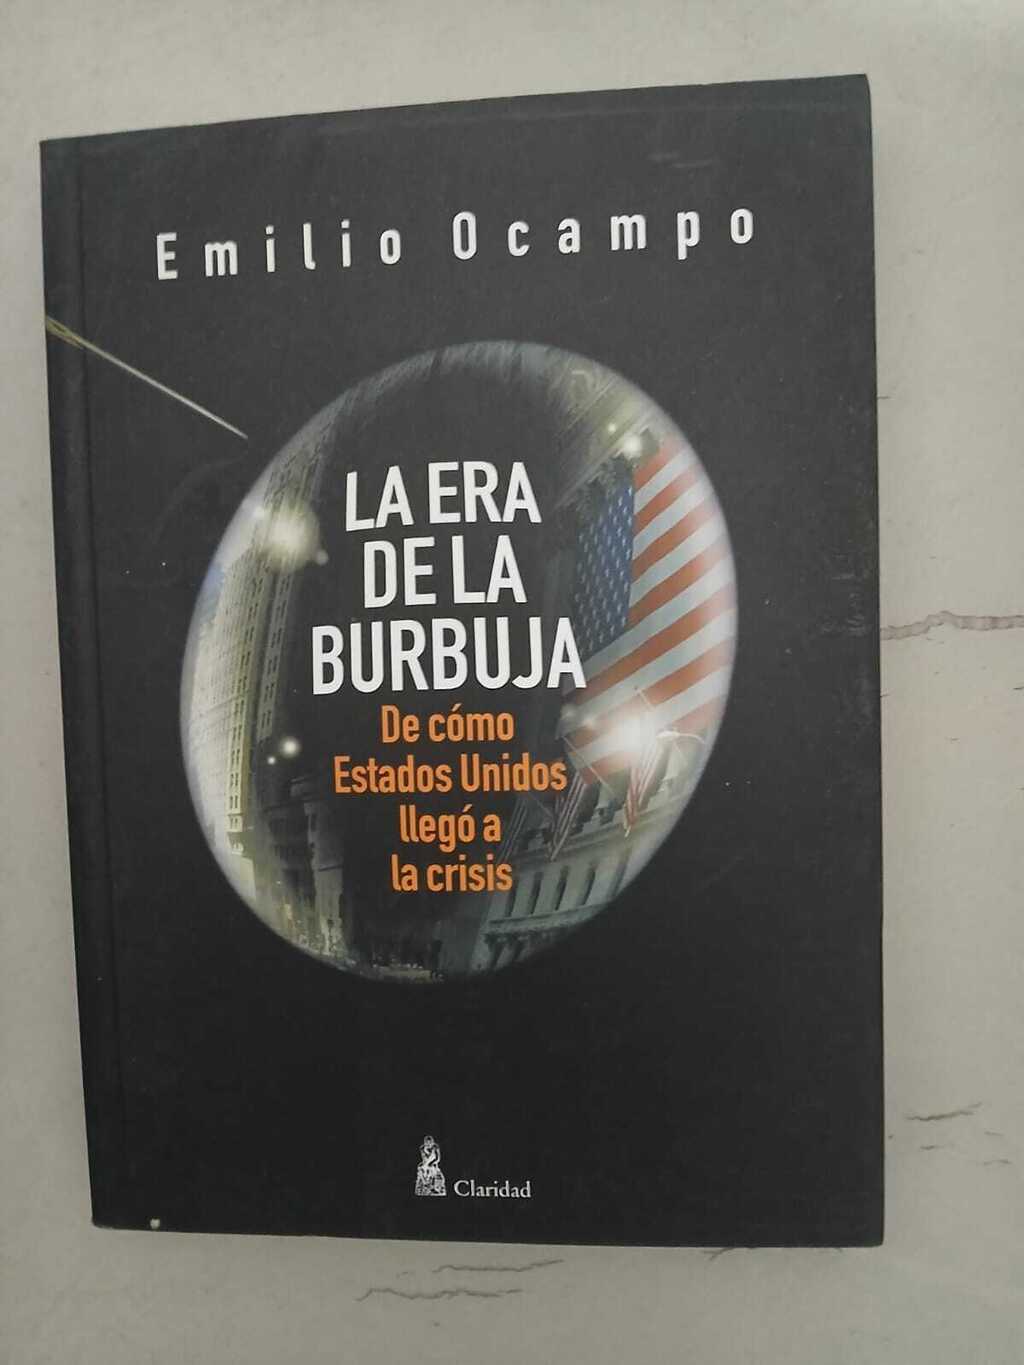 Emilio Ocampo
LA ERA
DE LA
BURBUJA
De cómo
Estados Unidos
llegó a
la crisis
Claridad